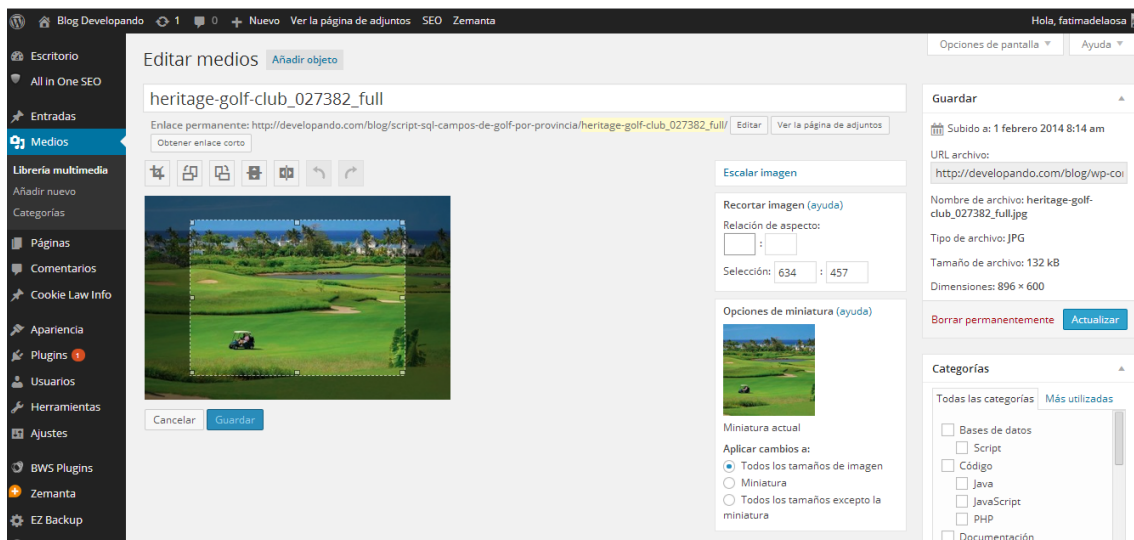 Blog Developando 1 0 + Nuevo Ver la página de adjuntos SEO Zemanta Hola, fatimadelaosa
Opciones de pantalla Ayuda
Escritorio
All in One SEO
Entradas
Medios
Librería multimedia
Añadir nuevo
Categorías
Páginas
Comentarios
Cookie Law Info
Apariencia
Plugins 1
Usuarios
Herramientas
Ajustes
BWS Plugins
Zemanta
EZ Backup
Editar medios Añadir objeto
heritage-golf-club_027382_full
Enlace permanente: http://developando.com/blog/script-sql-campos-de-golf-por-provincia/heritage-golf-club_027382_full/ Editar Ver la página de adjuntos
Obtener enlace corto
Cancelar Guardar
Escalar imagen
Recortar imagen (ayuda)
Relación de aspecto:
:
Selección: 634 : 457
Opciones de miniatura (ayuda)
Miniatura actual
Aplicar cambios a:
Todos los tamaños de imagen
Miniatura
Todos los tamaños excepto la
miniatura
Guardar
Subido a: 1 febrero 2014 8:14 am
URL archivo:
http://developando.com/blog/wp-co
Nombre de archivo: heritage-golf-
club_027382_full.jpg
Tipo de archivo: JPG
Tamaño de archivo: 132 kB
Dimensiones: 896 × 600
Borrar permanentemente Actualizar
Categorías
Todas las categorías Más utilizadas
Bases de datos
Script
Código
Java
JavaScript
PHP
Documentación